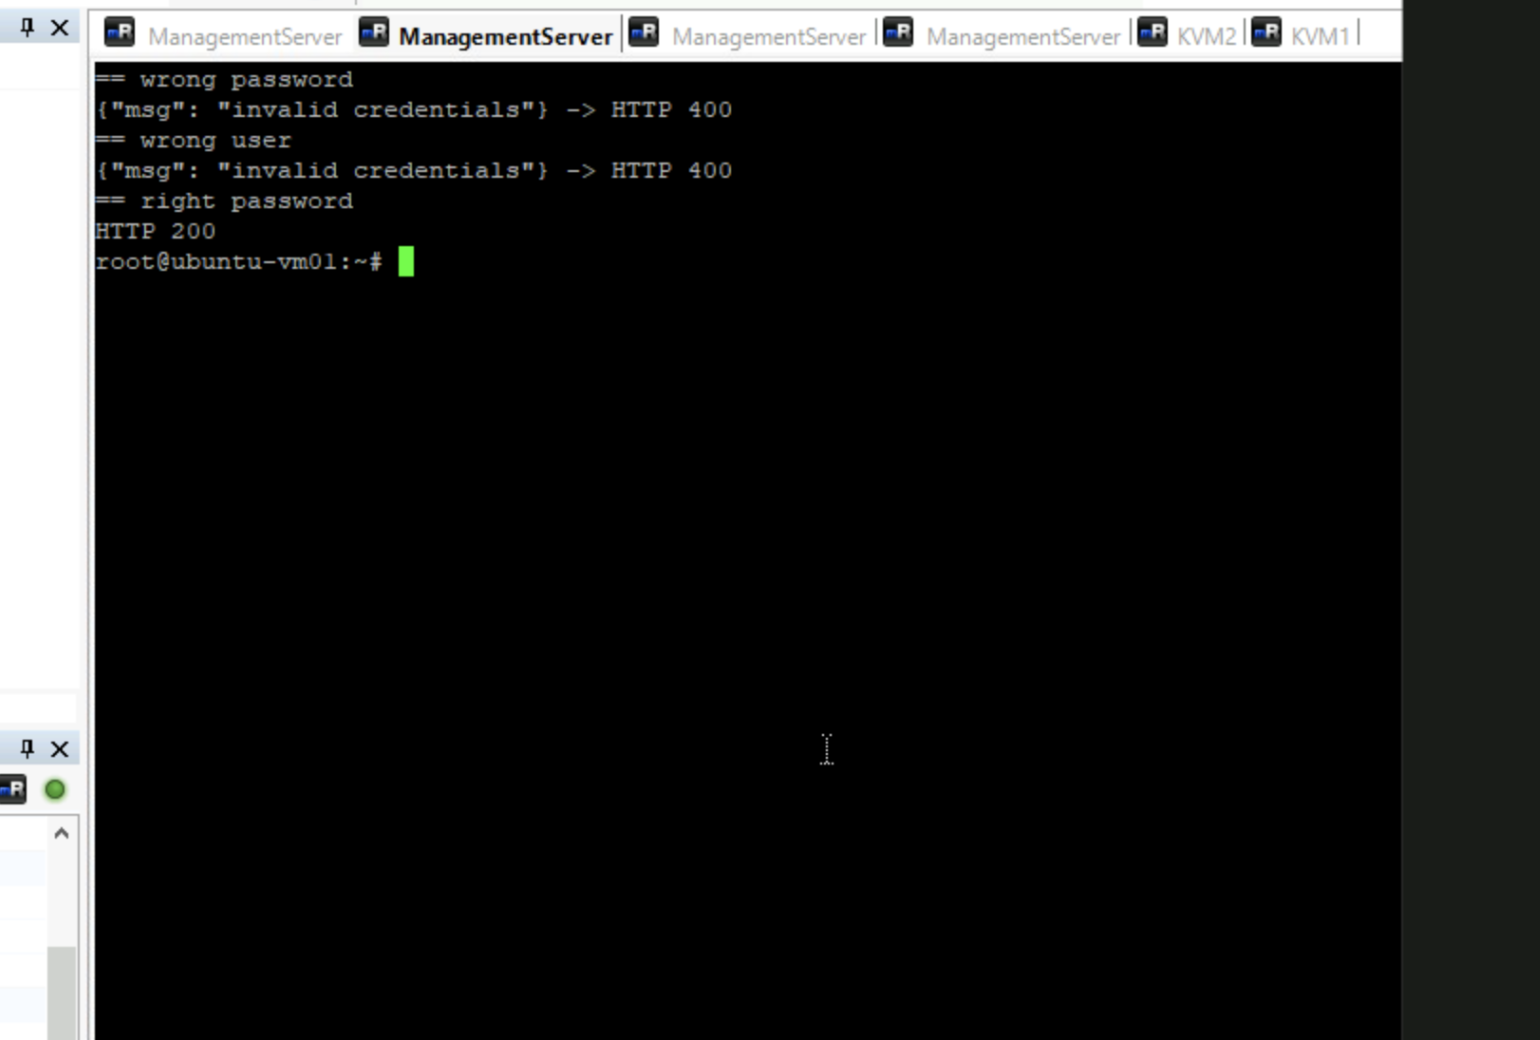 ManagementServer ManagementServer ManagementServer ManagementServer KVM2 KVM1
== wrong password
{"msg": "invalid credentials"} -> HTTP 400
== wrong user
{"msg": "invalid credentials"} -> HTTP 400
== right password
HTTP 200
root@ubuntu-vm01:~#